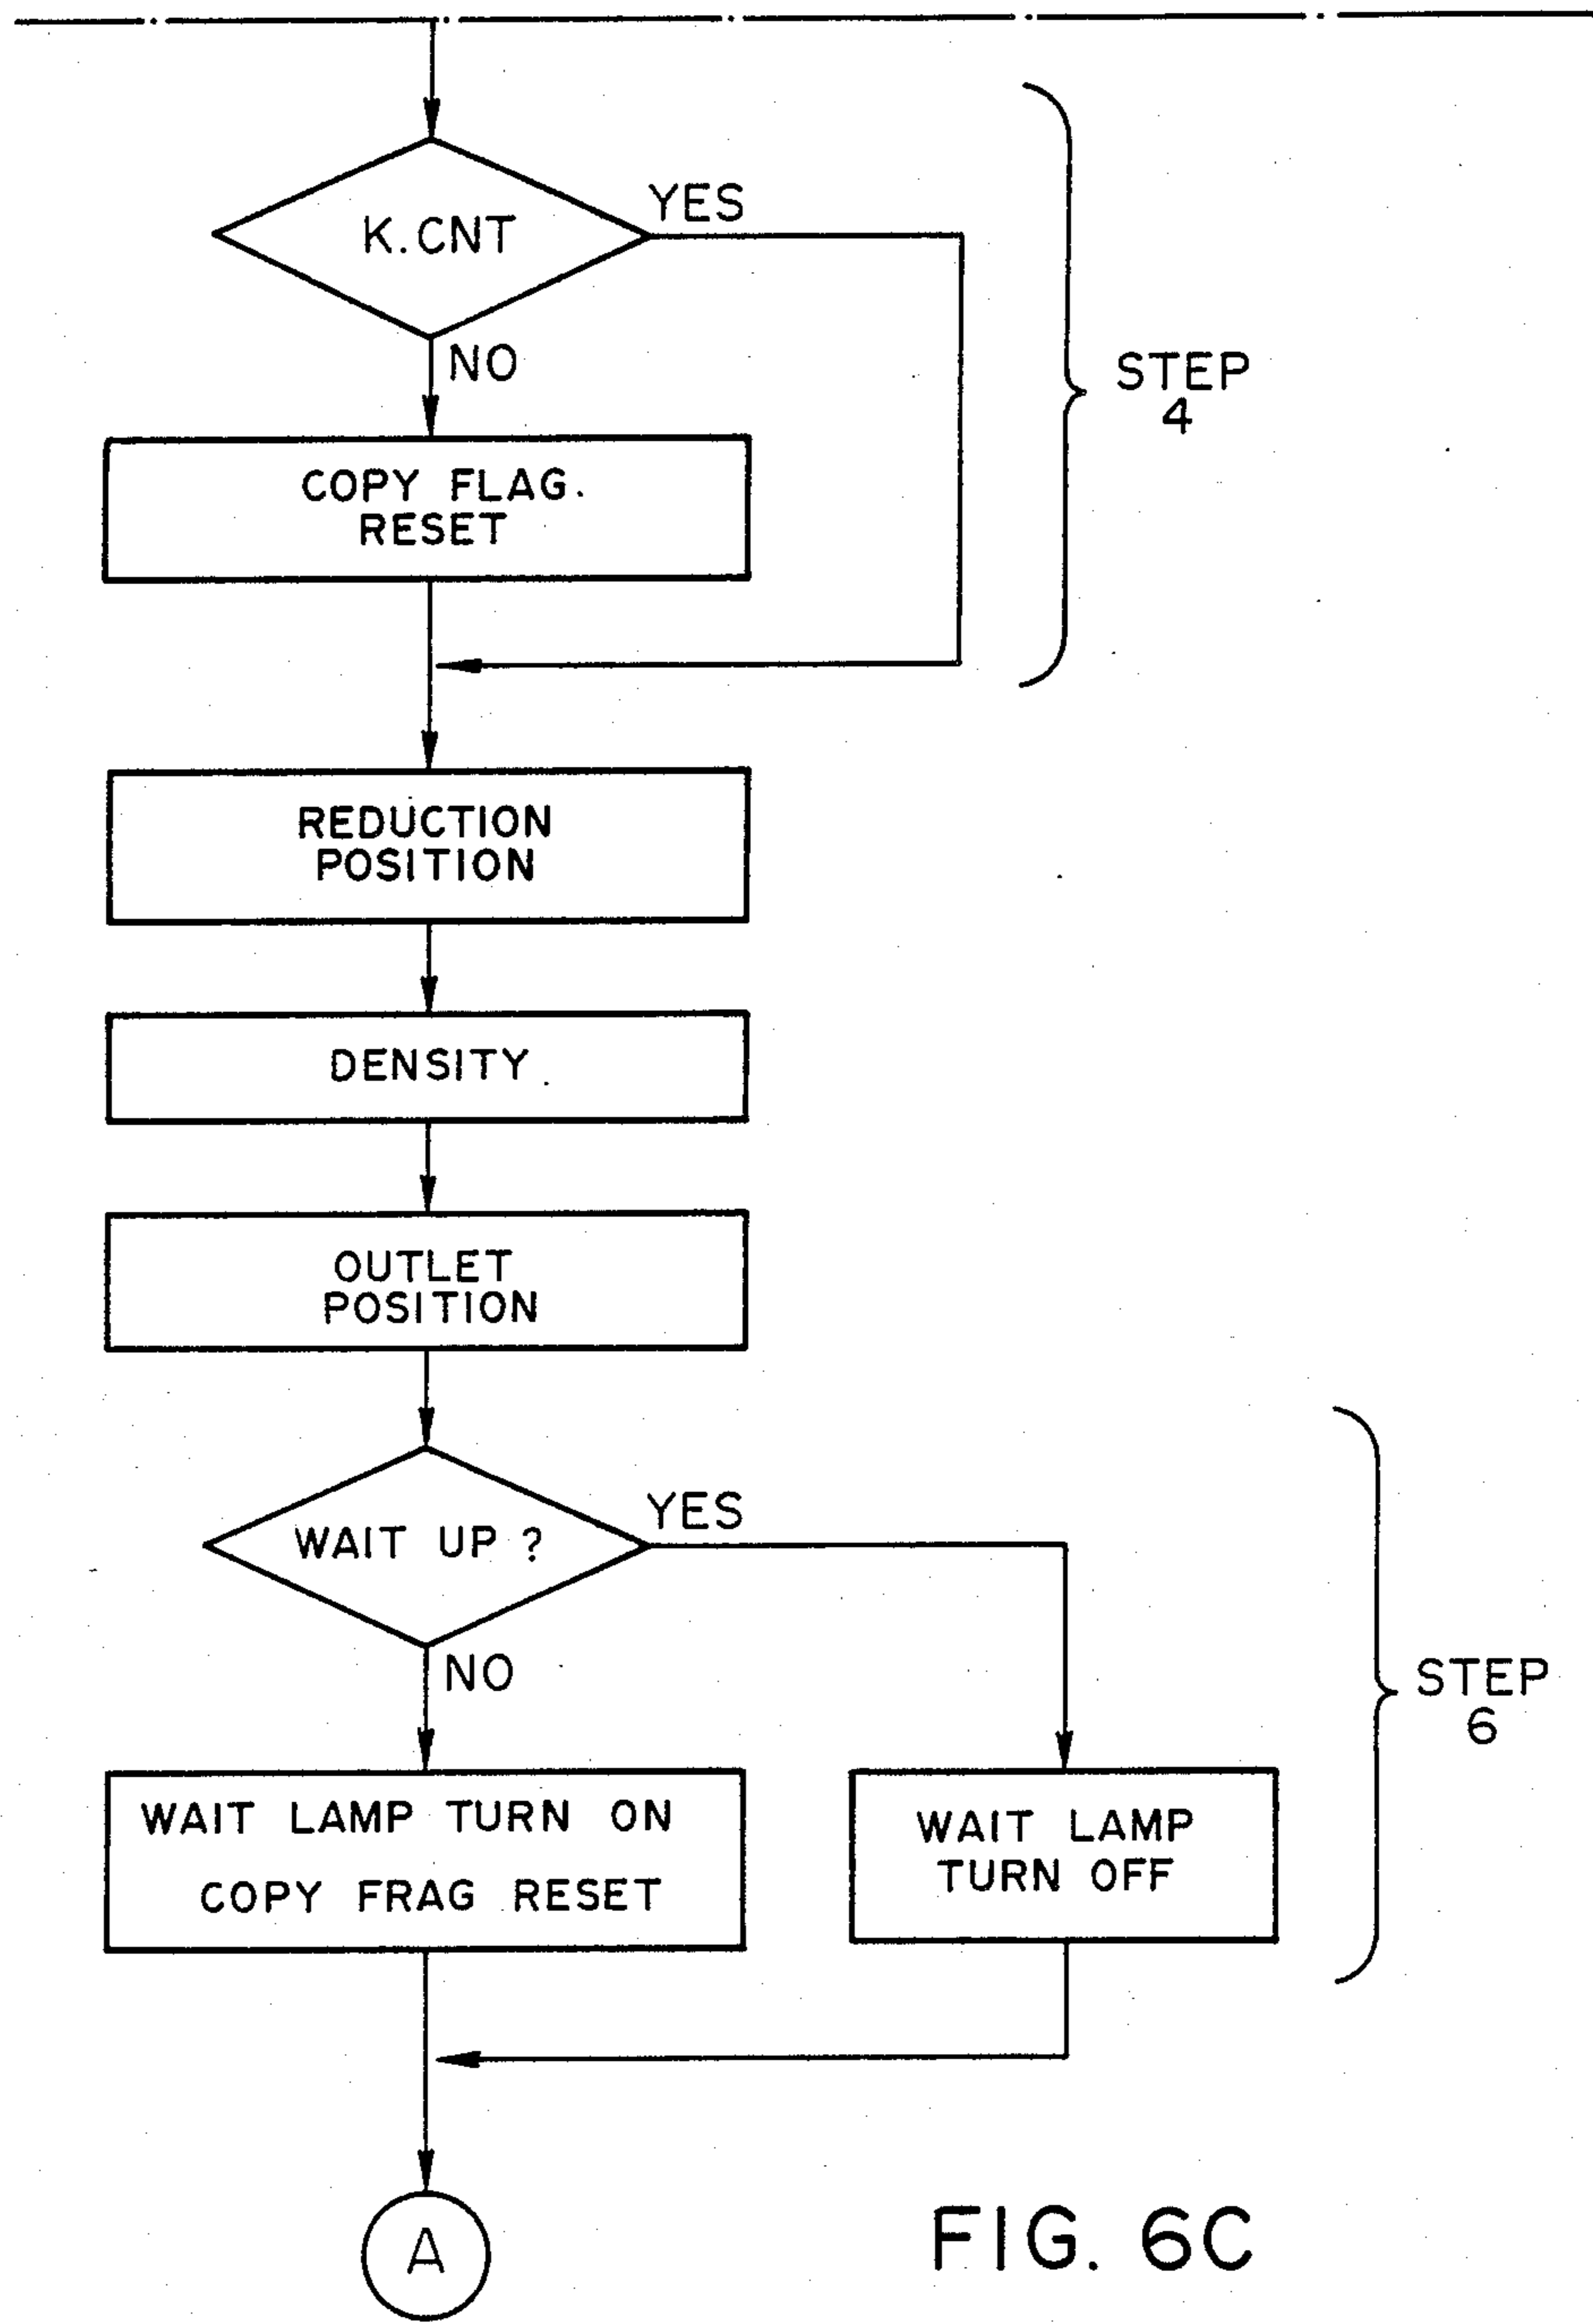 K.CNT
YES
NO
STEP
4
COPY FLAG.
RESET
REDUCTION
POSITION
DENSITY.
OUTLET
POSITION
WAIT UP ?
YES
NO
STEP
6
WAIT LAMP TURN ON
COPY FRAG RESET
WAIT LAMP
TURN OFF
A
FIG. 6C